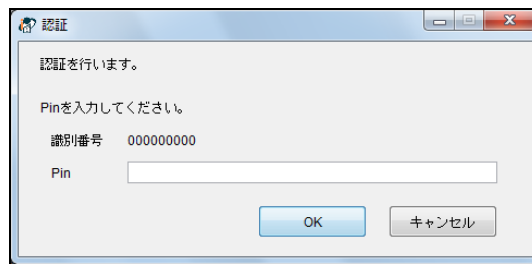 認証
認証を行います。
Pinを入力してください。
識別番号 000000000
Pin
OK キャンセル